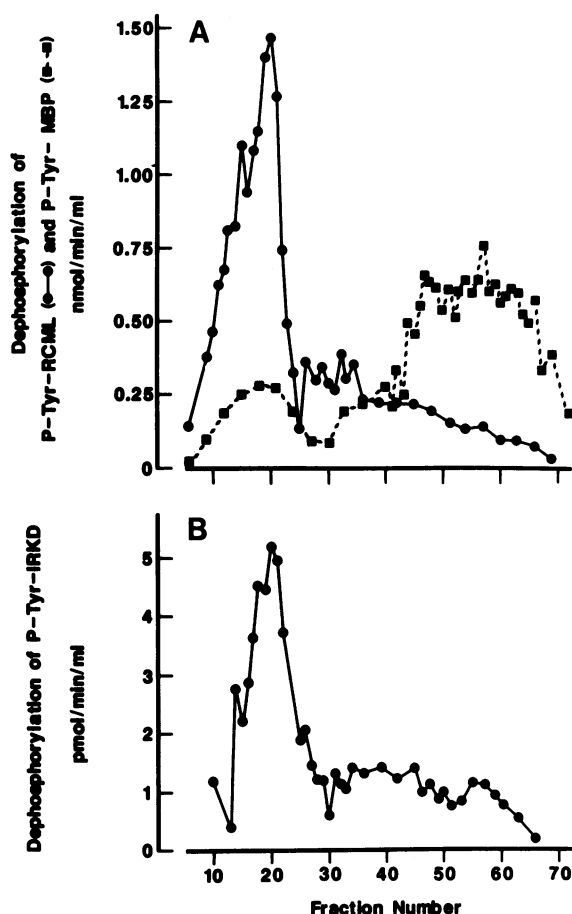 A
1.50
1.25
1.00
0.75
0.50
0.25
0
Dephosphorylation of
P-Tyr-RCML (●—●) and P-Tyr- MBP (■--■)
nmol/min/ml
B
5
4
3
2
1
0
Dephosphorylation of P-Tyr-IRKD
pmol/min/ml
10 20 30 40 50 60 70
Fraction Number